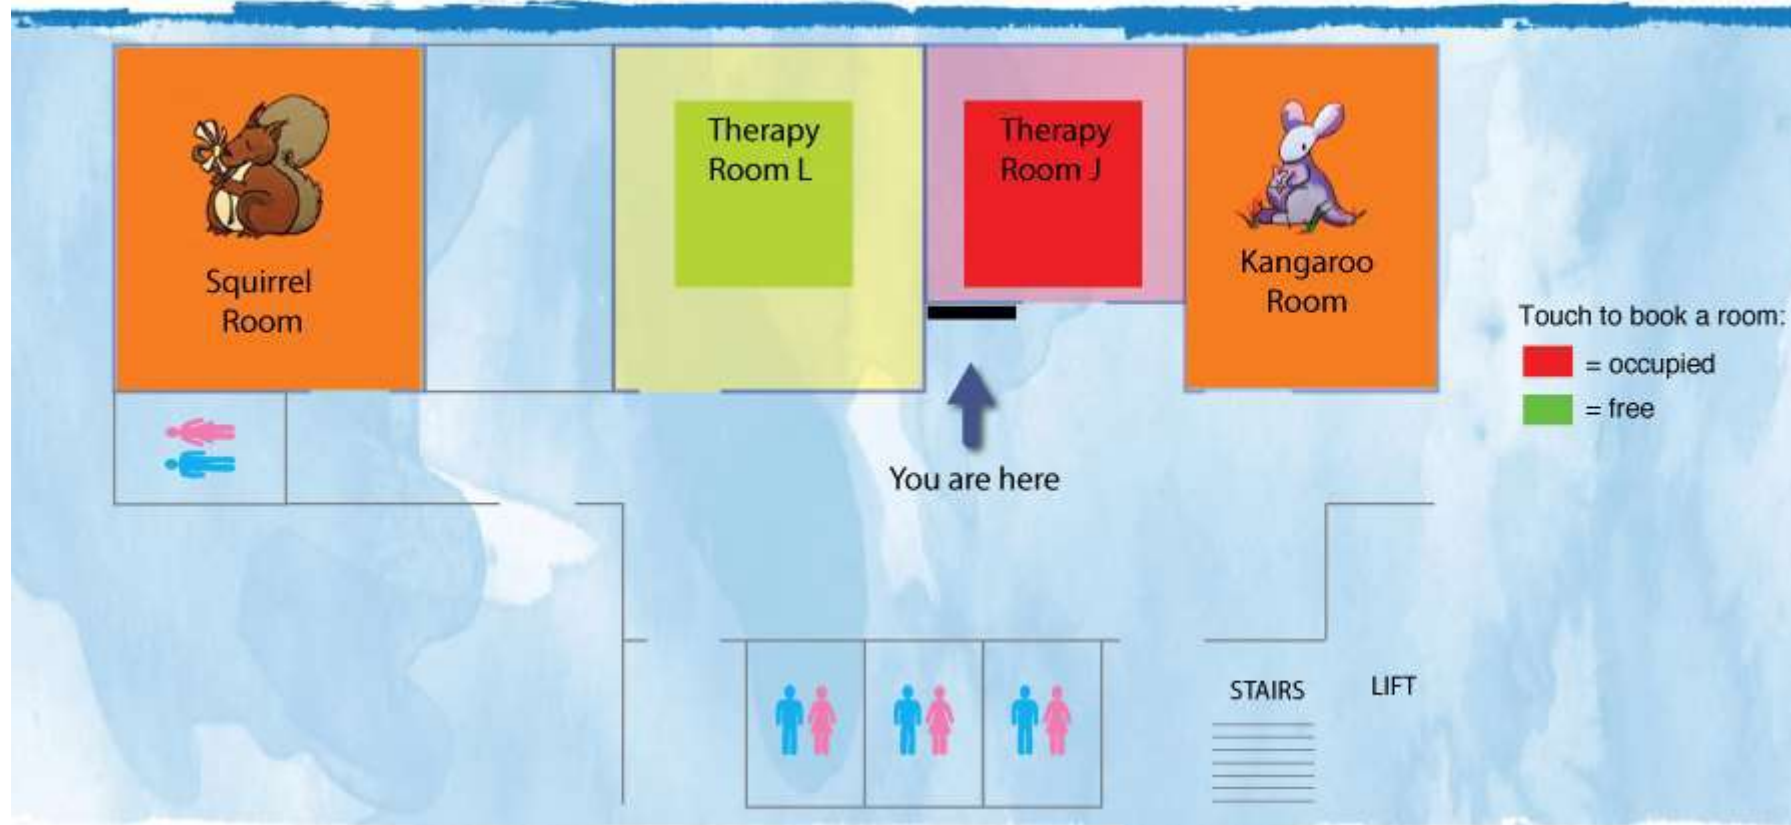 Therapy
Room L
Therapy
Room J
Squirrel
Room
Kangaroo
Room
Touch to book a room:
= occupied
= free
You are here
STAIRS
LIFT